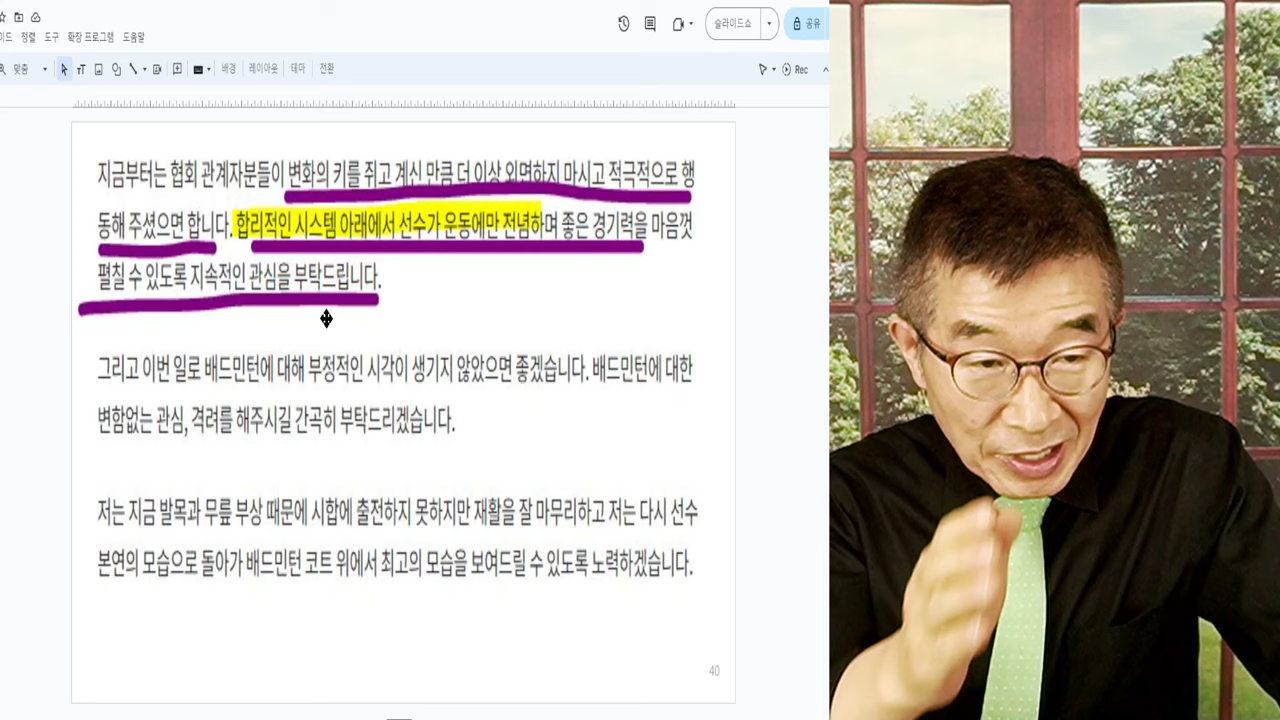 이드 정렬 도구 확장 프로그램 도움말
슬라이드쇼
공유
맞춤
배경 레이아웃 테마 전환
Rec
지금부터는 협회 관계자분들이 변화의 키를 쥐고 계신 만큼 더 이상 외면하지 마시고 적극적으로 행
동해 주셨으면 합니다. 합리적인 시스템 아래에서 선수가 운동에만 전념하며 좋은 경기력을 마음껏
펼칠 수 있도록 지속적인 관심을 부탁드립니다.
그리고 이번 일로 배드민턴에 대해 부정적인 시각이 생기지 않았으면 좋겠습니다. 배드민턴에 대한
변함없는 관심, 격려를 해주시길 간곡히 부탁드리겠습니다.
저는 지금 발목과 무릎 부상 때문에 시합에 출전하지 못하지만 재활을 잘 마무리하고 저는 다시 선수
본연의 모습으로 돌아가 배드민턴 코트 위에서 최고의 모습을 보여드릴 수 있도록 노력하겠습니다.
40